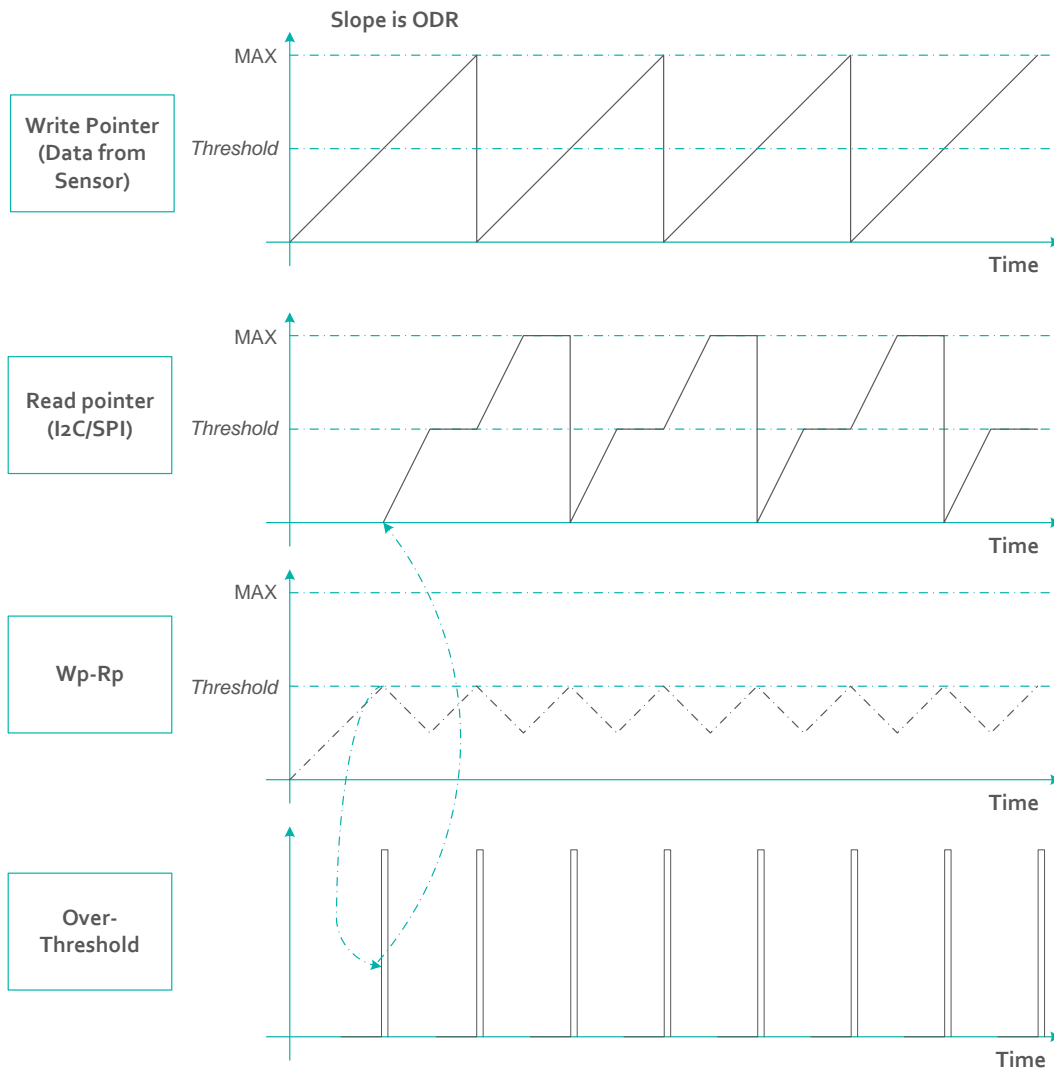 Slope is ODR
MAX
Write Pointer
(Data from
Sensor)
Threshold
Time
MAX
Read pointer
(I2C/SPI)
Threshold
Time
MAX
Wp-Rp
Threshold
Time
Over-
Threshold
Time